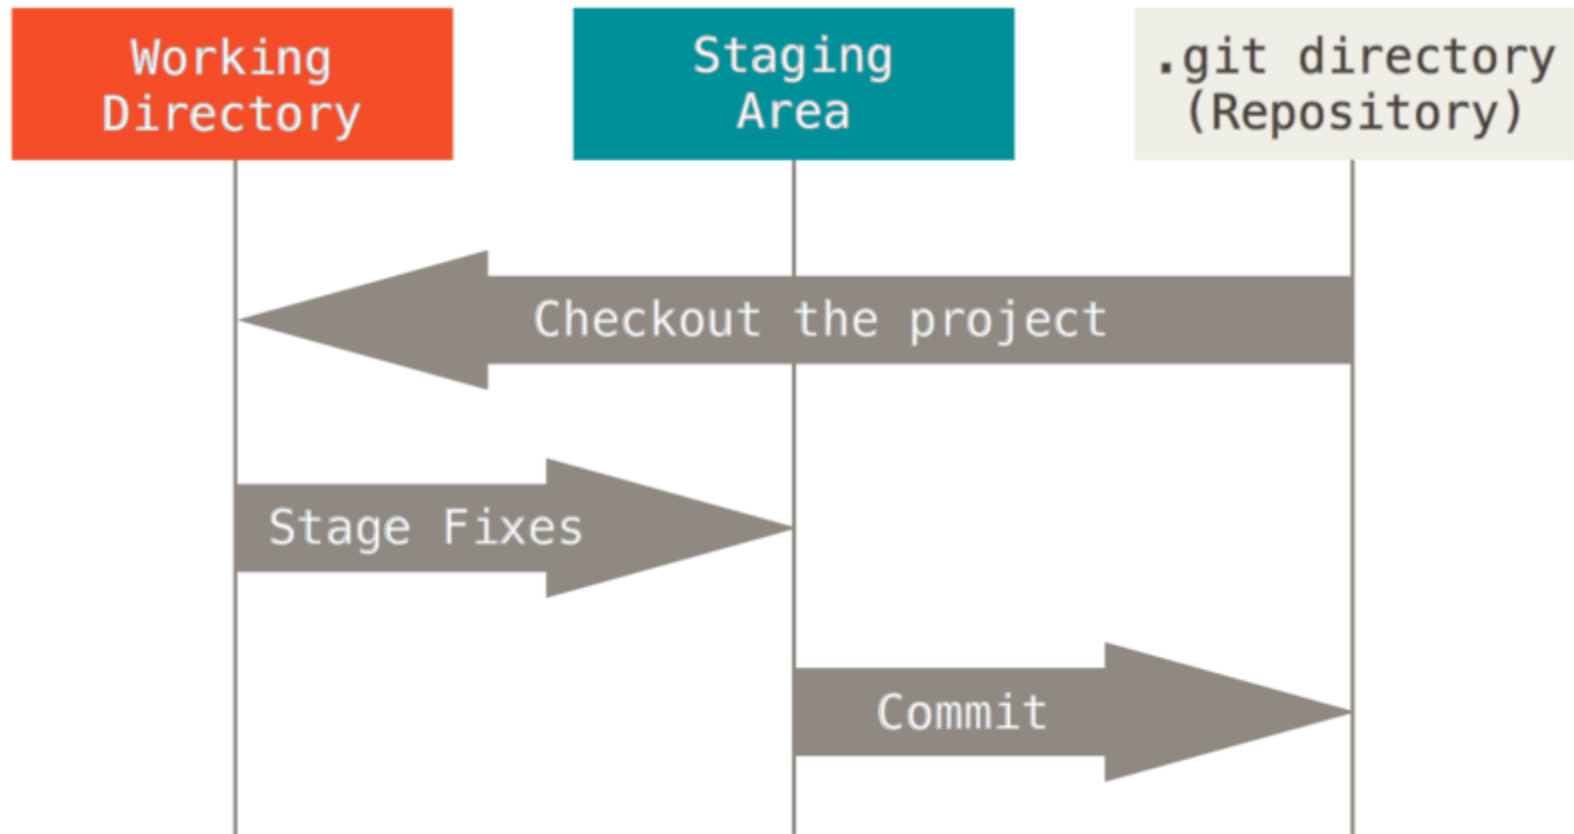 Working
Directory
Staging
Area
.git directory
(Repository)
Checkout the project
Stage Fixes
Commit